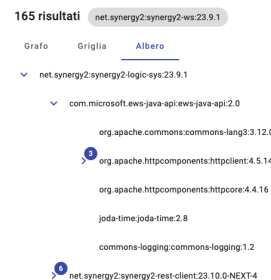 165 risultati net.synergy2:synergy2-ws:23.9.1
Grafo Griglia Albero
net.synergy2:synergy2-logic-sys:23.9.1
com.microsoft.ews-java-api:ews-java-api:2.0
org.apache.commons:commons-lang3:3.12.0
3
org.apache.httpcomponents:httpclient:4.5.14
org.apache.httpcomponents:httpcore:4.4.16
joda-time:joda-time:2.8
commons-logging:commons-logging:1.2
6
net.synergy2:synergy2-rest-client:23.10.0-NEXT-4